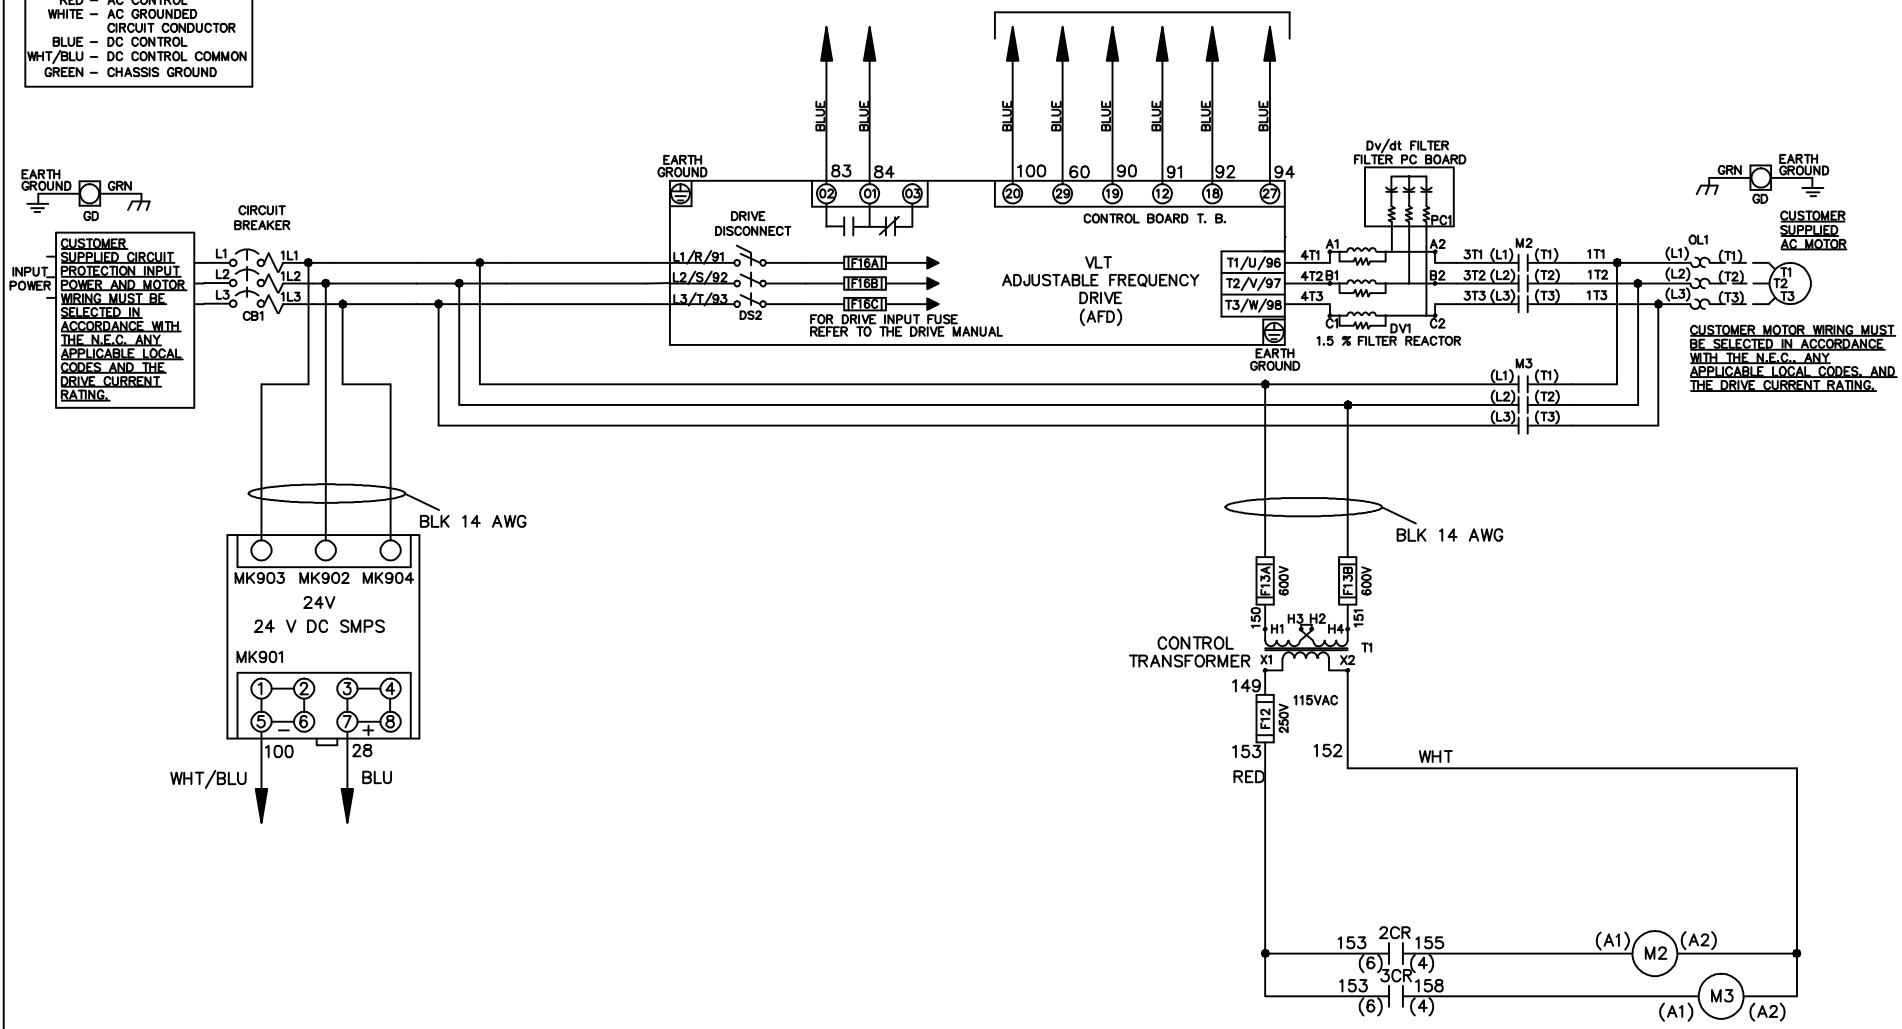 RED – AC CONTROL
WHITE – AC GROUNDED
CIRCUIT CONDUCTOR
BLUE – DC CONTROL
WHT/BLU – DC CONTROL COMMON
GREEN – CHASSIS GROUND
BLUE
BLUE
BLUE
BLUE
BLUE
BLUE
BLUE
BLUE
EARTH
GROUND
GRN
GD
CIRCUIT
BREAKER
CUSTOMER
SUPPLIED CIRCUIT
PROTECTION INPUT
POWER AND MOTOR
WIRING MUST BE
SELECTED IN
ACCORDANCE WITH
THE N.E.C. ANY
APPLICABLE LOCAL
CODES AND THE
DRIVE CURRENT
RATING.
INPUT
POWER
L1
L2
L3
1L1
1L2
1L3
CB1
EARTH
GROUND
83
84
02
01
03
100
60
90
91
92
94
20
29
19
12
18
27
CONTROL BOARD T. B.
DRIVE
DISCONNECT
L1/R/91
L2/S/92
L3/T/93
DS2
F16A
F16B
F16C
FOR DRIVE INPUT FUSE
REFER TO THE DRIVE MANUAL
VLT
ADJUSTABLE FREQUENCY
DRIVE
(AFD)
T1/U/96
T2/V/97
T3/W/98
EARTH
GROUND
Dv/dt FILTER
FILTER PC BOARD
PC1
4T1
A1
A2
4T2
B1
B2
4T3
C1
C2
DV1
1.5 % FILTER REACTOR
3T1 (L1)
M2
(T1)
1T1
3T2 (L2)
(T2)
1T2
3T3 (L3)
(T3)
1T3
OL1
(L1)
(T1)
(L2)
(T2)
(L3)
(T3)
T1
T2
T3
GRN
EARTH
GROUND
GD
CUSTOMER
SUPPLIED
AC MOTOR
CUSTOMER MOTOR WIRING MUST
BE SELECTED IN ACCORDANCE
WITH THE N.E.C., ANY
APPLICABLE LOCAL CODES, AND
THE DRIVE CURRENT RATING.
M3
(L1)
(T1)
(L2)
(T2)
(L3)
(T3)
BLK 14 AWG
MK903 MK902 MK904
24V
24 V DC SMPS
MK901
1
2
3
4
5
6
7
8
–
+
100
28
WHT/BLU
BLU
BLK 14 AWG
F13A
600V
F13B
600V
150
151
H1
H3
H2
H4
T1
CONTROL
TRANSFORMER
X1
X2
149
115VAC
F12
250V
153
152
RED
WHT
2CR
153
155
(6)
(4)
(A1)
M2
(A2)
3CR
153
158
(6)
(4)
(A1)
M3
(A2)